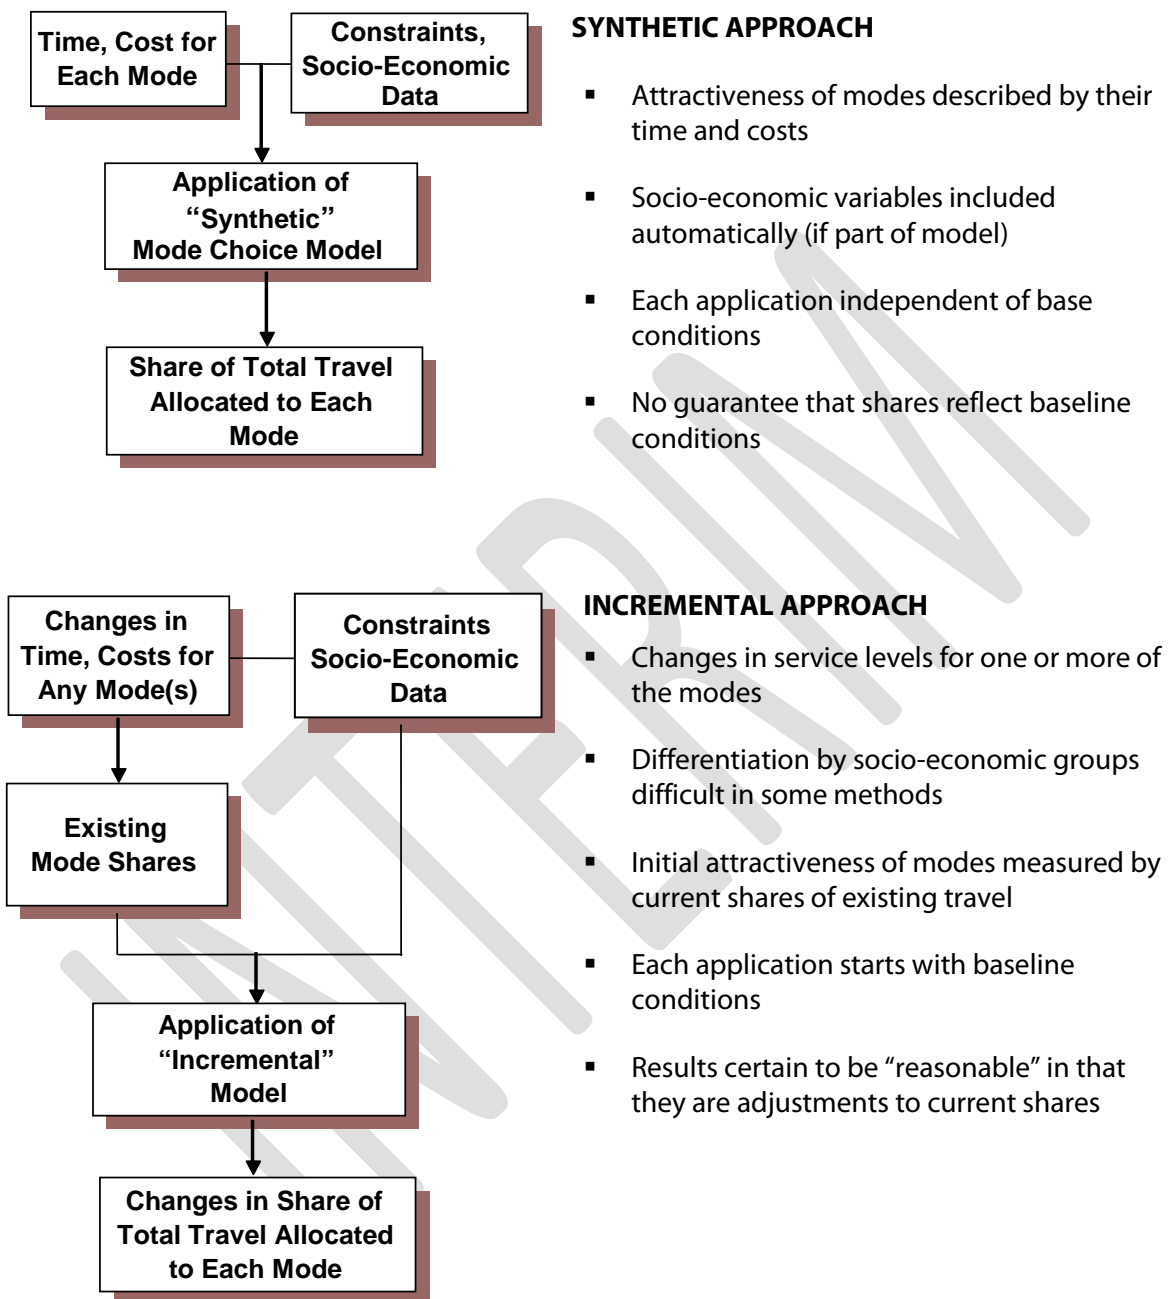 Time, Cost for
Each Mode
Constraints,
Socio-Economic
Data
Application of
“Synthetic”
Mode Choice Model
Share of Total Travel
Allocated to Each
Mode
SYNTHETIC APPROACH
▪ Attractiveness of modes described by their
time and costs
▪ Socio-economic variables included
automatically (if part of model)
▪ Each application independent of base
conditions
▪ No guarantee that shares reflect baseline
conditions
Changes in
Time, Costs for
Any Mode(s)
Constraints
Socio-Economic
Data
Existing
Mode Shares
Application of
“Incremental”
Model
Changes in Share of
Total Travel Allocated
to Each Mode
INCREMENTAL APPROACH
▪ Changes in service levels for one or more of
the modes
▪ Differentiation by socio-economic groups
difficult in some methods
▪ Initial attractiveness of modes measured by
current shares of existing travel
▪ Each application starts with baseline
conditions
▪ Results certain to be “reasonable” in that
they are adjustments to current shares
INTERIM